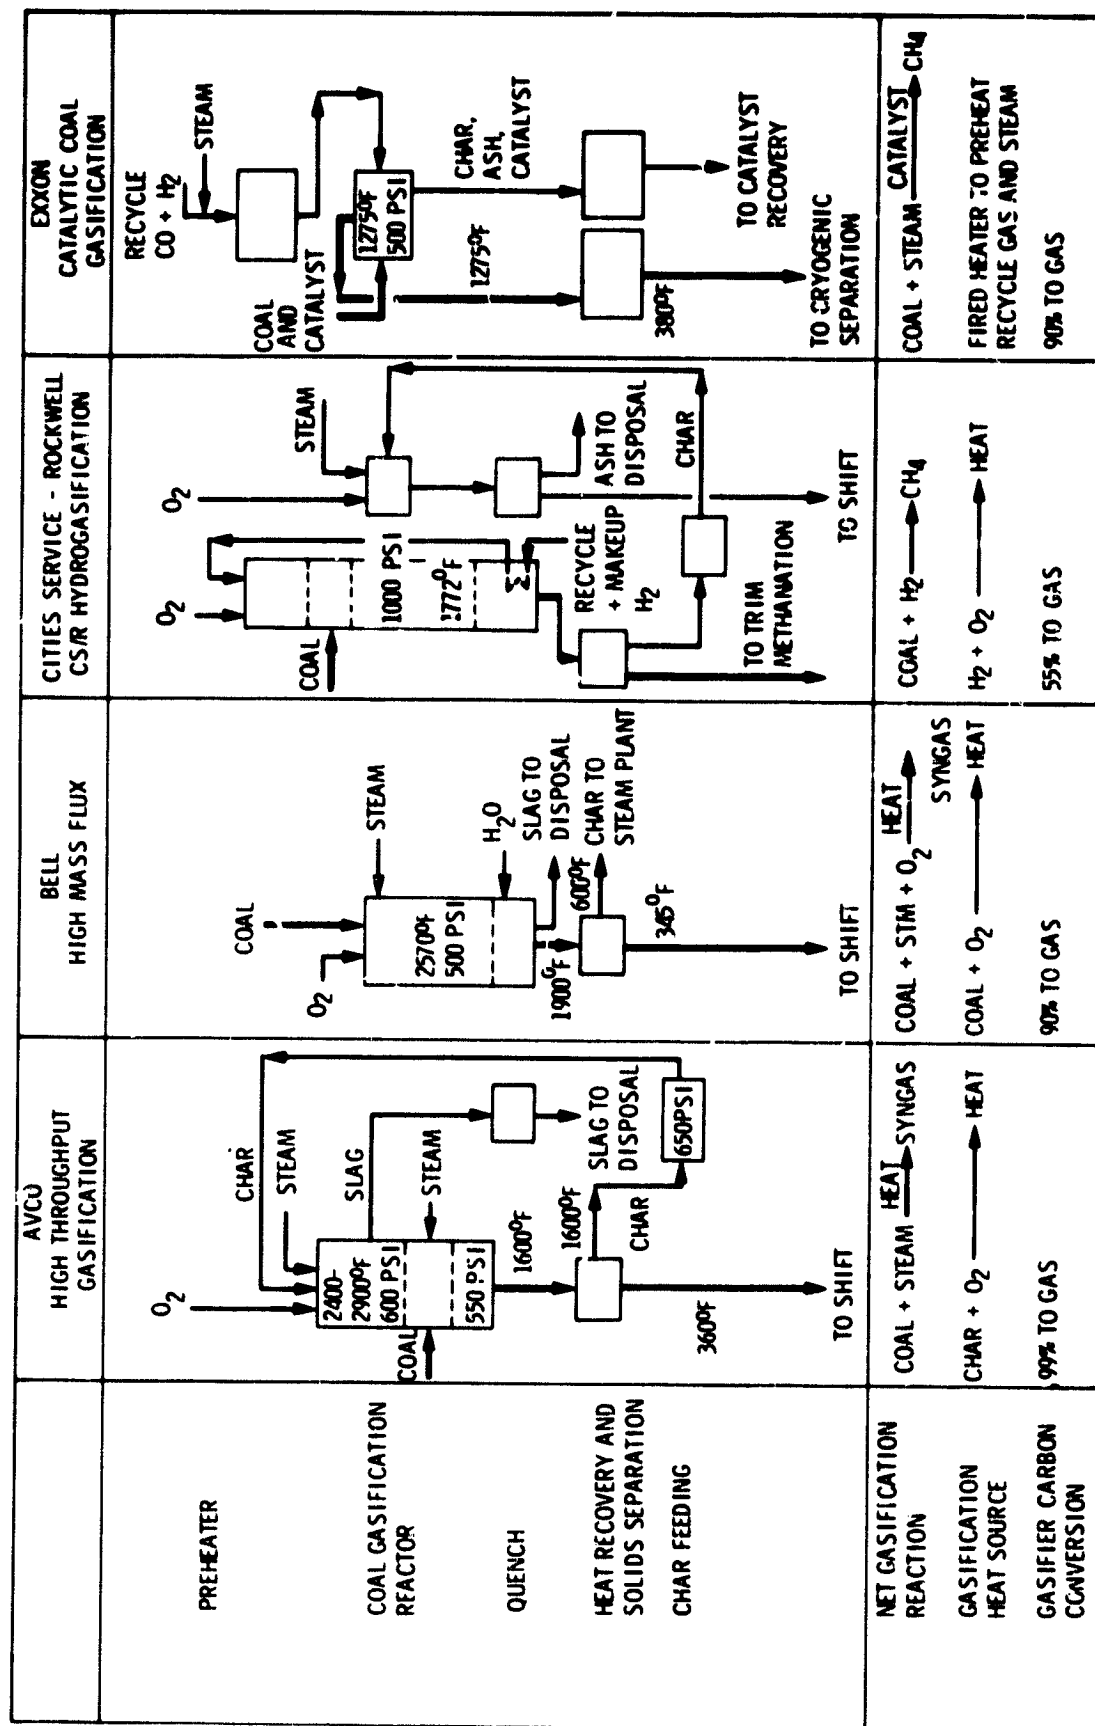 AVCO
HIGH THROUGHPUT
GASIFICATION
BELL
HIGH MASS FLUX
CITIES SERVICE - ROCKWELL
CS/R HYDROGASIFICATION
EXXON
CATALYTIC COAL
GASIFICATION
PREHEATER
COAL GASIFICATION
REACTOR
QUENCH
HEAT RECOVERY AND
SOLIDS SEPARATION
CHAR FEEDING
O2
CHAR
STEAM
2400-
2900°F
600 PSI
SLAG
COAL
STEAM
550 PSI
1600°F
1600°F
SLAG TO
DISPOSAL
CHAR
650PSI
360°F
TO SHIFT
COAL
O2
STEAM
2570°F
500 PSI
H2O
SLAG TO
DISPOSAL
1900°F
600°F
CHAR TO
STEAM PLANT
345°F
TO SHIFT
O2
O2
STEAM
COAL
1000 PSI
1772°F
Σ
RECYCLE
+ MAKEUP
H2
ASH TO
DISPOSAL
CHAR
TO TRIM
METHANATION
TO SHIFT
RECYCLE
CO + H2
STEAM
COAL
AND
CATALYST
1275°F
500 PSI
1275°F
CHAR,
ASH,
CATALYST
380°F
TO CATALYST
RECOVERY
TO CRYOGENIC
SEPARATION
NET GASIFICATION
REACTION
COAL + STEAM HEAT SYNGAS
COAL + STM + O2 HEAT
SYNGAS
COAL + H2 CH4
COAL + STEAM CATALYST CH4
GASIFICATION
HEAT SOURCE
CHAR + O2 HEAT
COAL + O2 HEAT
H2 + O2 HEAT
FIRED HEATER TO PREHEAT
RECYCLE GAS AND STEAM
GASIFIER CARBON
CONVERSION
99% TO GAS
90% TO GAS
55% TO GAS
90% TO GAS